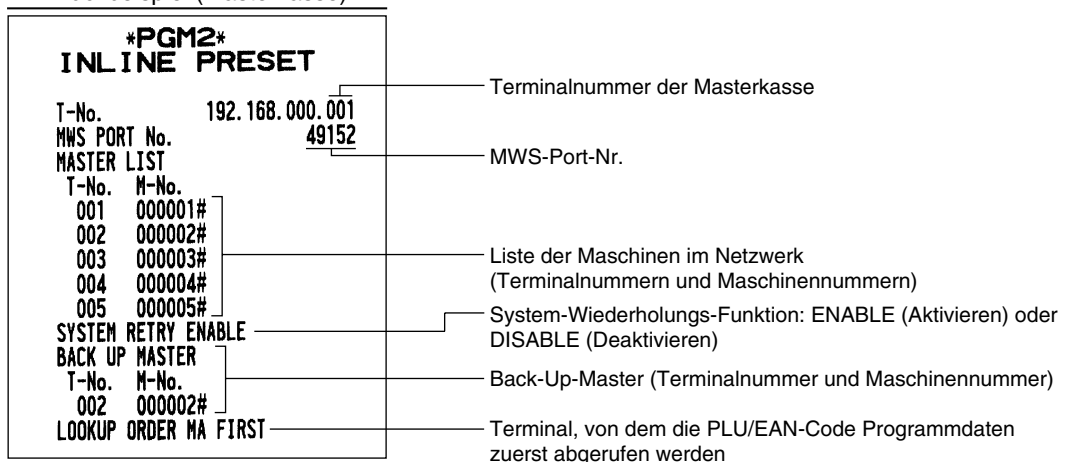 *PGM2*
INLINE PRESET
T-No. 192.168.000.001
MWS PORT No. 49152
MASTER LIST
T-No. M-No.
001 000001#
002 000002#
003 000003#
004 000004#
005 000005#
SYSTEM RETRY ENABLE
BACK UP MASTER
T-No. M-No.
002 000002#
LOOKUP ORDER MA FIRST
Terminalnummer der Masterkasse
MWS-Port-Nr.
Liste der Maschinen im Netzwerk
(Terminalnummern und Maschinennummern)
System-Wiederholungs-Funktion: ENABLE (Aktivieren) oder
DISABLE (Deaktivieren)
Back-Up-Master (Terminalnummer und Maschinennummer)
Terminal, von dem die PLU/EAN-Code Programmdaten
zuerst abgerufen werden